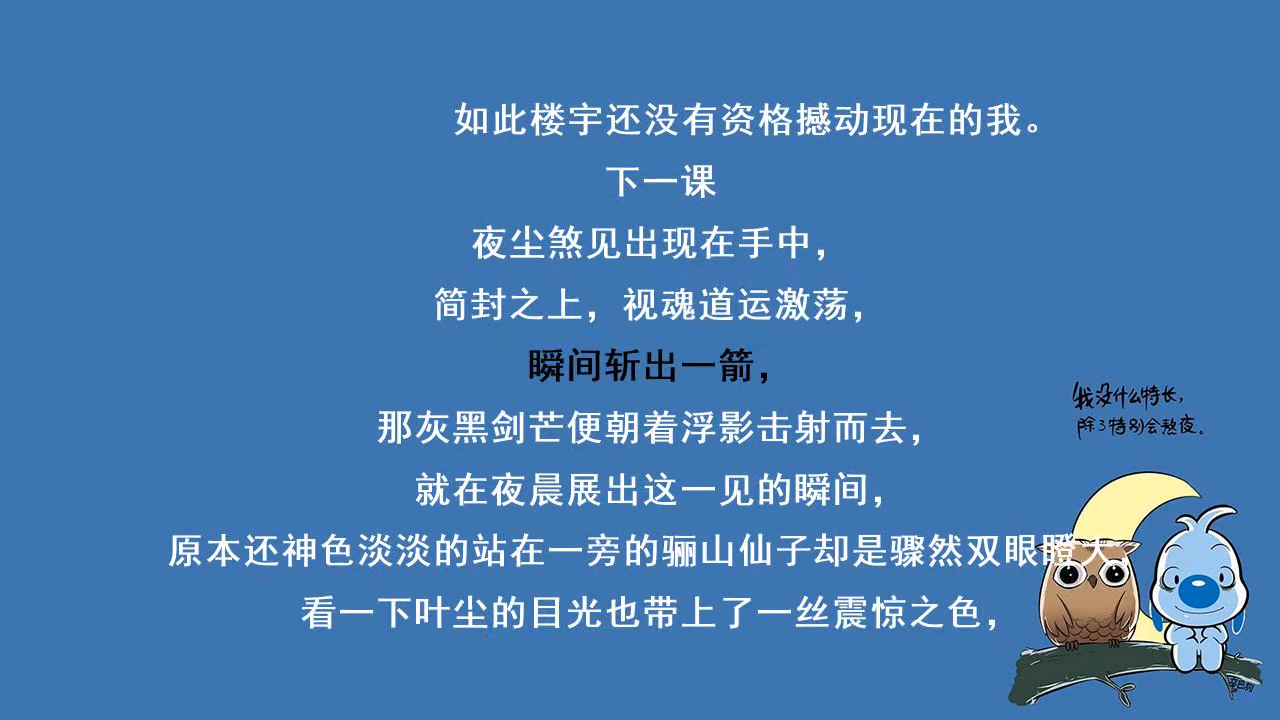 如此楼宇还没有资格撼动现在的我。
下一课
夜尘煞见出现在手中，
简封之上，视魂道运激荡，
瞬间斩出一箭，
那灰黑剑芒便朝着浮影击射而去，
就在夜晨展出这一见的瞬间，
原本还神色淡淡的站在一旁的骊山仙子却是骤然双眼瞪大，
看一下叶尘的目光也带上了一丝震惊之色，
我没什么特长，
除了特别会熬夜。